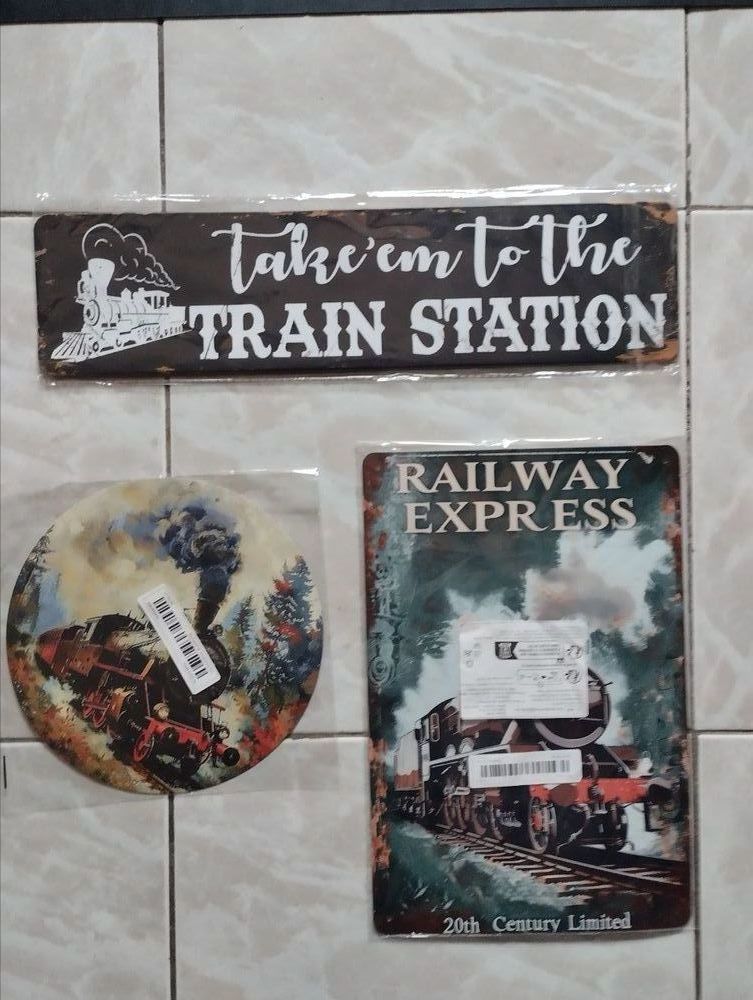 take'em to the
TRAIN STATION
RAILWAY
EXPRESS
20th Century Limited